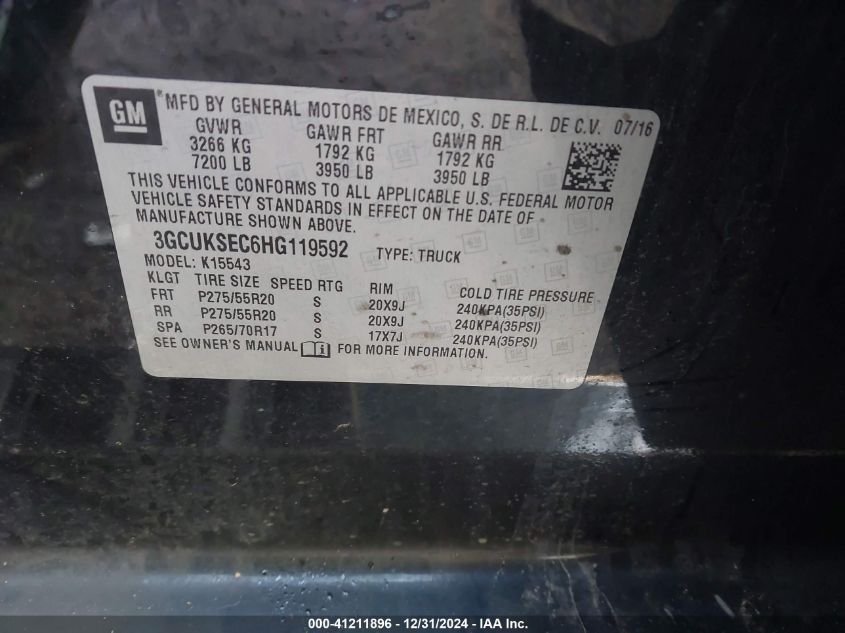 GM MFD BY GENERAL MOTORS DE MEXICO, S. DE R.L. DE C.V. 07/16
GVWR GAWR FRT GAWR RR
3266 KG 1792 KG 1792 KG
7200 LB 3950 LB 3950 LB
THIS VEHICLE CONFORMS TO ALL APPLICABLE U.S. FEDERAL MOTOR
VEHICLE SAFETY STANDARDS IN EFFECT ON THE DATE OF
MANUFACTURE SHOWN ABOVE.
3GCUKSEC6HG119592 TYPE: TRUCK
MODEL: K15543
KLGT TIRE SIZE SPEED RTG RIM COLD TIRE PRESSURE
FRT P275/55R20 S 20X9J 240KPA(35PSI)
RR P275/55R20 S 20X9J 240KPA(35PSI)
SPA P265/70R17 S 17X7J 240KPA(35PSI)
SEE OWNER'S MANUAL i FOR MORE INFORMATION.
000-41211896 - 12/31/2024 - IAA Inc.